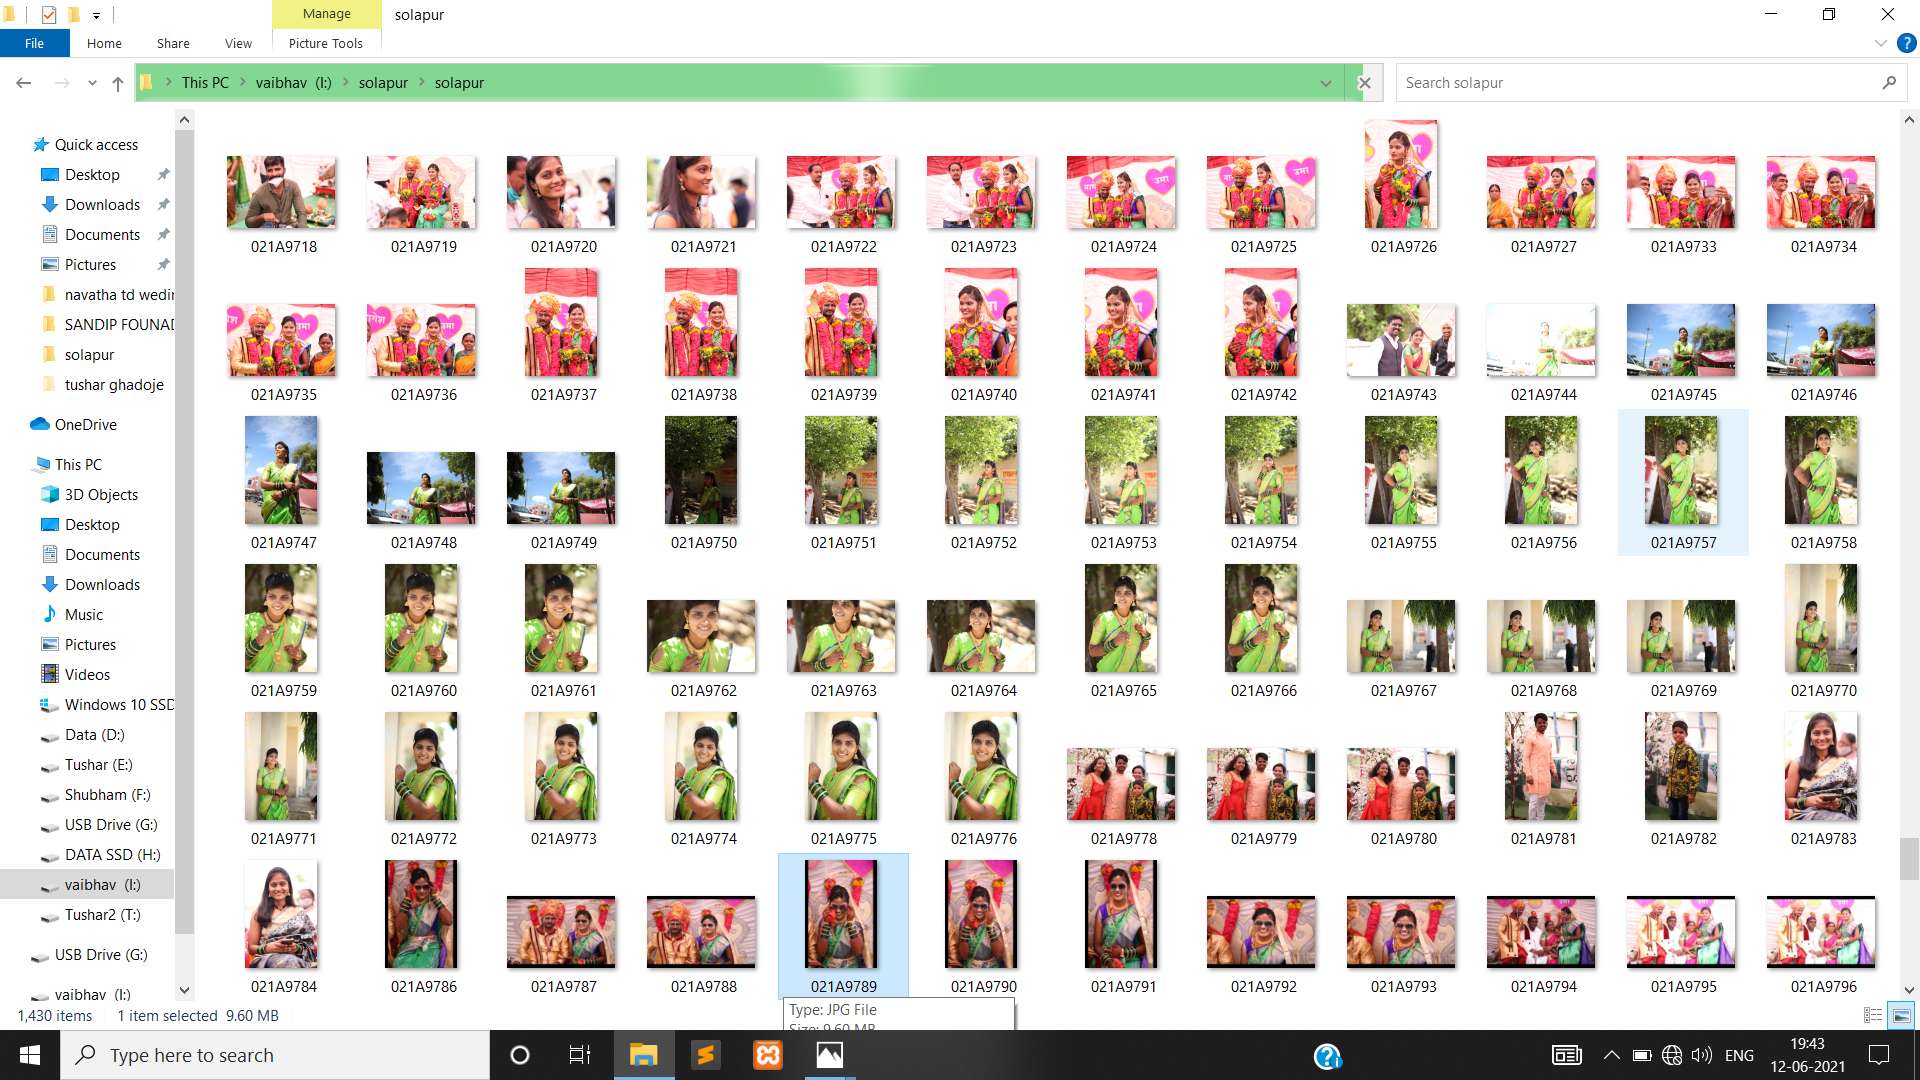 Manage
solapur
File
Home
Share
View
Picture Tools
This PC
vaibhav (I:)
solapur
solapur
Search solapur
Quick access
Desktop
Downloads
Documents
Pictures
navatha td wedin
SANDIP FOUNAD
solapur
tushar ghadoje
OneDrive
This PC
3D Objects
Desktop
Documents
Downloads
Music
Pictures
Videos
Windows 10 SSD
Data (D:)
Tushar (E:)
Shubham (F:)
USB Drive (G:)
DATA SSD (H:)
vaibhav (I:)
Tushar2 (T:)
USB Drive (G:)
vaibhav (I:)
021A9718 021A9719 021A9720 021A9721 021A9722 021A9723 021A9724 021A9725 021A9726 021A9727 021A9733 021A9734
021A9735 021A9736 021A9737 021A9738 021A9739 021A9740 021A9741 021A9742 021A9743 021A9744 021A9745 021A9746
021A9747 021A9748 021A9749 021A9750 021A9751 021A9752 021A9753 021A9754 021A9755 021A9756 021A9757 021A9758
021A9759 021A9760 021A9761 021A9762 021A9763 021A9764 021A9765 021A9766 021A9767 021A9768 021A9769 021A9770
021A9771 021A9772 021A9773 021A9774 021A9775 021A9776 021A9778 021A9779 021A9780 021A9781 021A9782 021A9783
021A9784 021A9786 021A9787 021A9788 021A9789 021A9790 021A9791 021A9792 021A9793 021A9794 021A9795 021A9796
Type: JPG File
Size: 9.60 MB
1,430 items
1 item selected 9.60 MB
Type here to search
ENG
19:43
12-06-2021